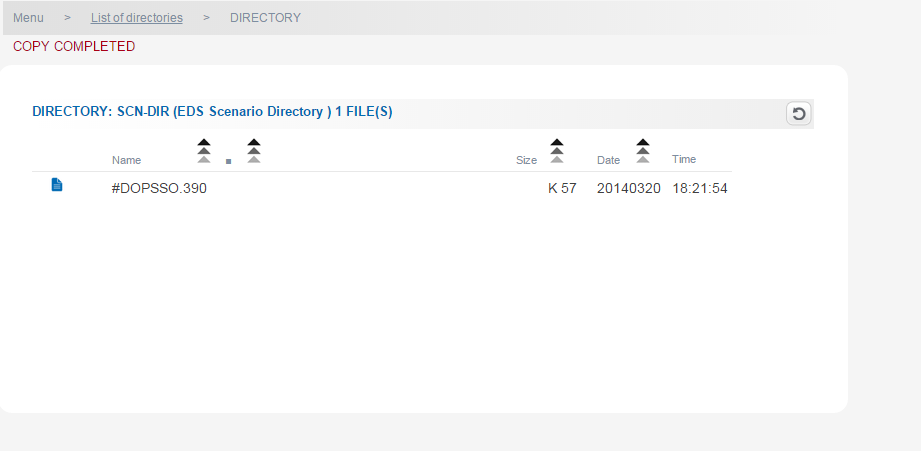 Menu > List of directories > DIRECTORY
COPY COMPLETED
DIRECTORY: SCN-DIR (EDS Scenario Directory ) 1 FILE(S)
Name . Size Date Time
#DOPSSO.390 K 57 20140320 18:21:54